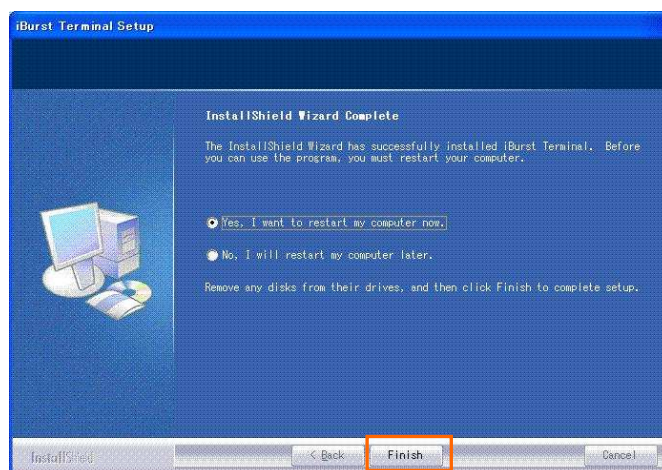 iBurst Terminal Setup
InstallShield Wizard Complete
The InstallShield Wizard has successfully installed iBurst Terminal. Before
you can use the program, you must restart your computer.
Yes, I want to restart my computer now.
No, I will restart my computer later.
Remove any disks from their drives, and then click Finish to complete setup.
InstallShield
< Back Finish Cancel